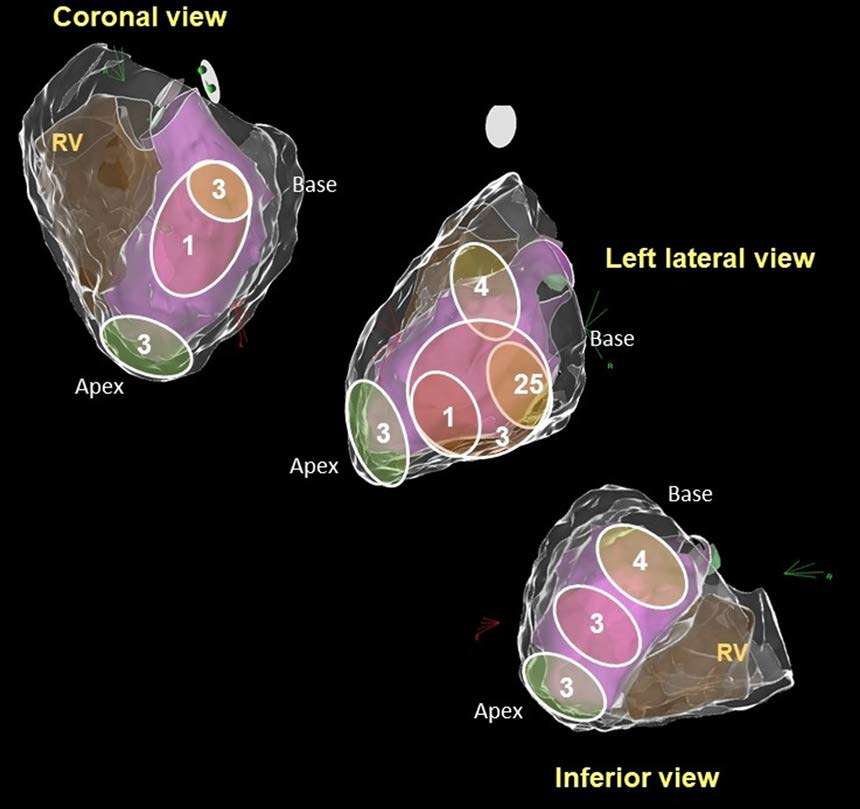 Coronal view
RV
3
Base
1
3
Apex
Left lateral view
4
Base
25
1
3
3
Apex
Base
4
3
RV
3
Apex
Inferior view